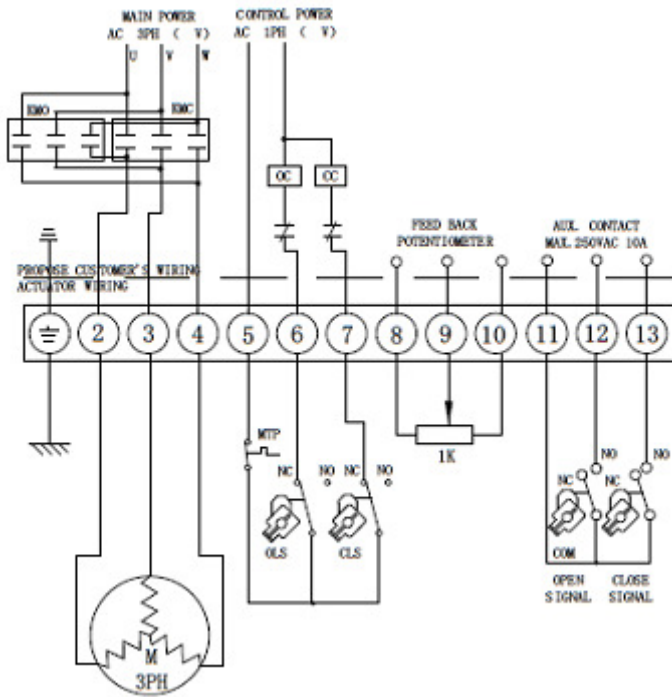 MAIN POWER
AC 3PH ( V)
CONTROL POWER
AC 1PH ( V)
U V W
KMO KMC
OC CC
FEED BACK
POTENTIOMETER
AUX. CONTACT
MAX. 250VAC 10A
PROPOSE CUSTOMER'S WIRING
ACTUATOR WIRING
2 3 4 5 6 7 8 9 10 11 12 13
MTP
1K
NC NO NC NO
OLS CLS
NO NO
NC NC
COM
OPEN
SIGNAL
CLOSE
SIGNAL
M
3PH